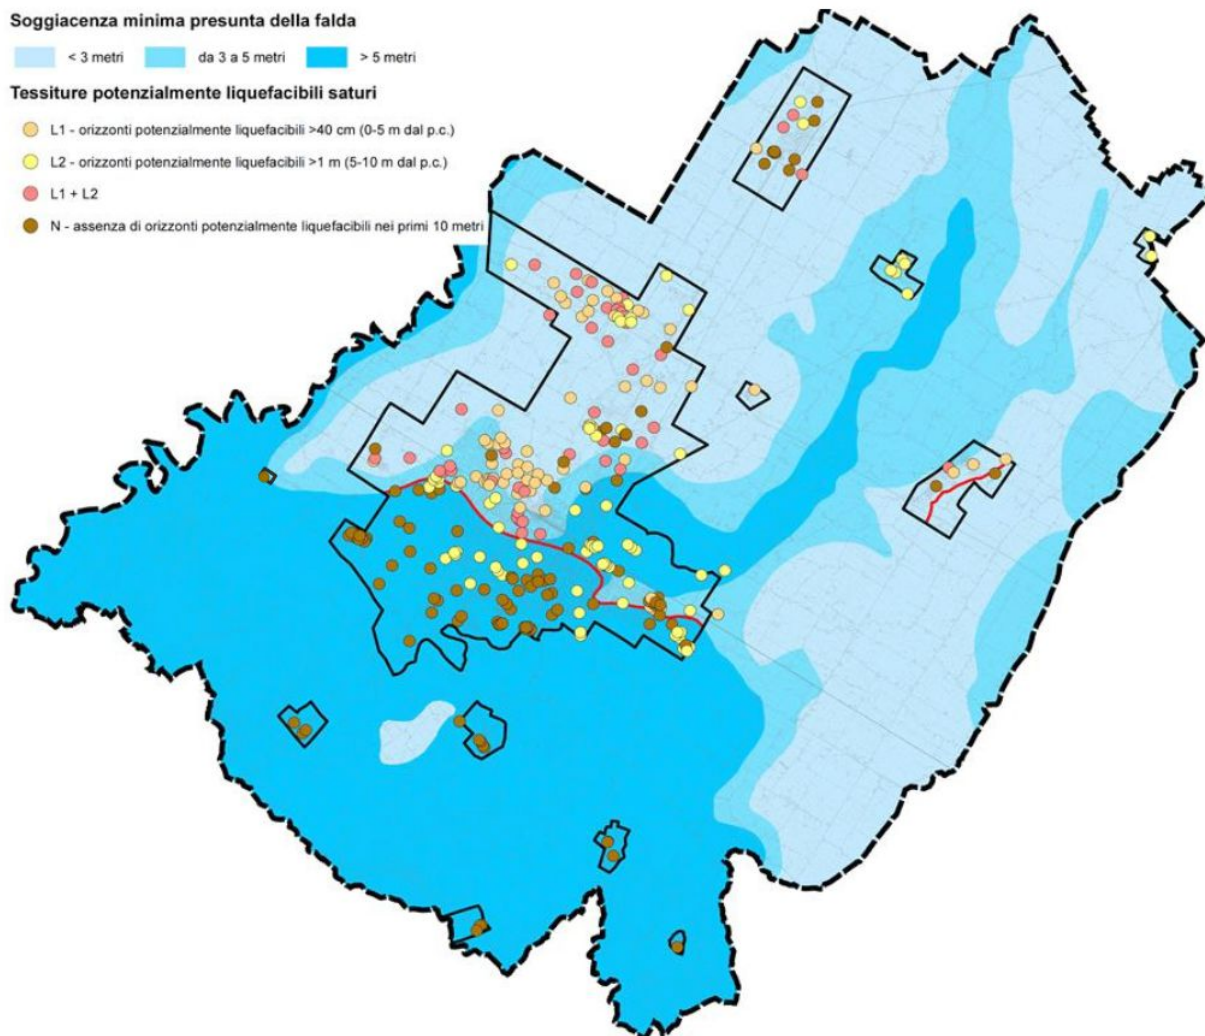 Soggiacenza minima presunta della falda
< 3 metri da 3 a 5 metri > 5 metri
Tessiture potenzialmente liquefacibili saturi
L1 - orizzonti potenzialmente liquefacibili >40 cm (0-5 m dal p.c.)
L2 - orizzonti potenzialmente liquefacibili >1 m (5-10 m dal p.c.)
L1 + L2
N - assenza di orizzonti potenzialmente liquefacibili nei primi 10 metri